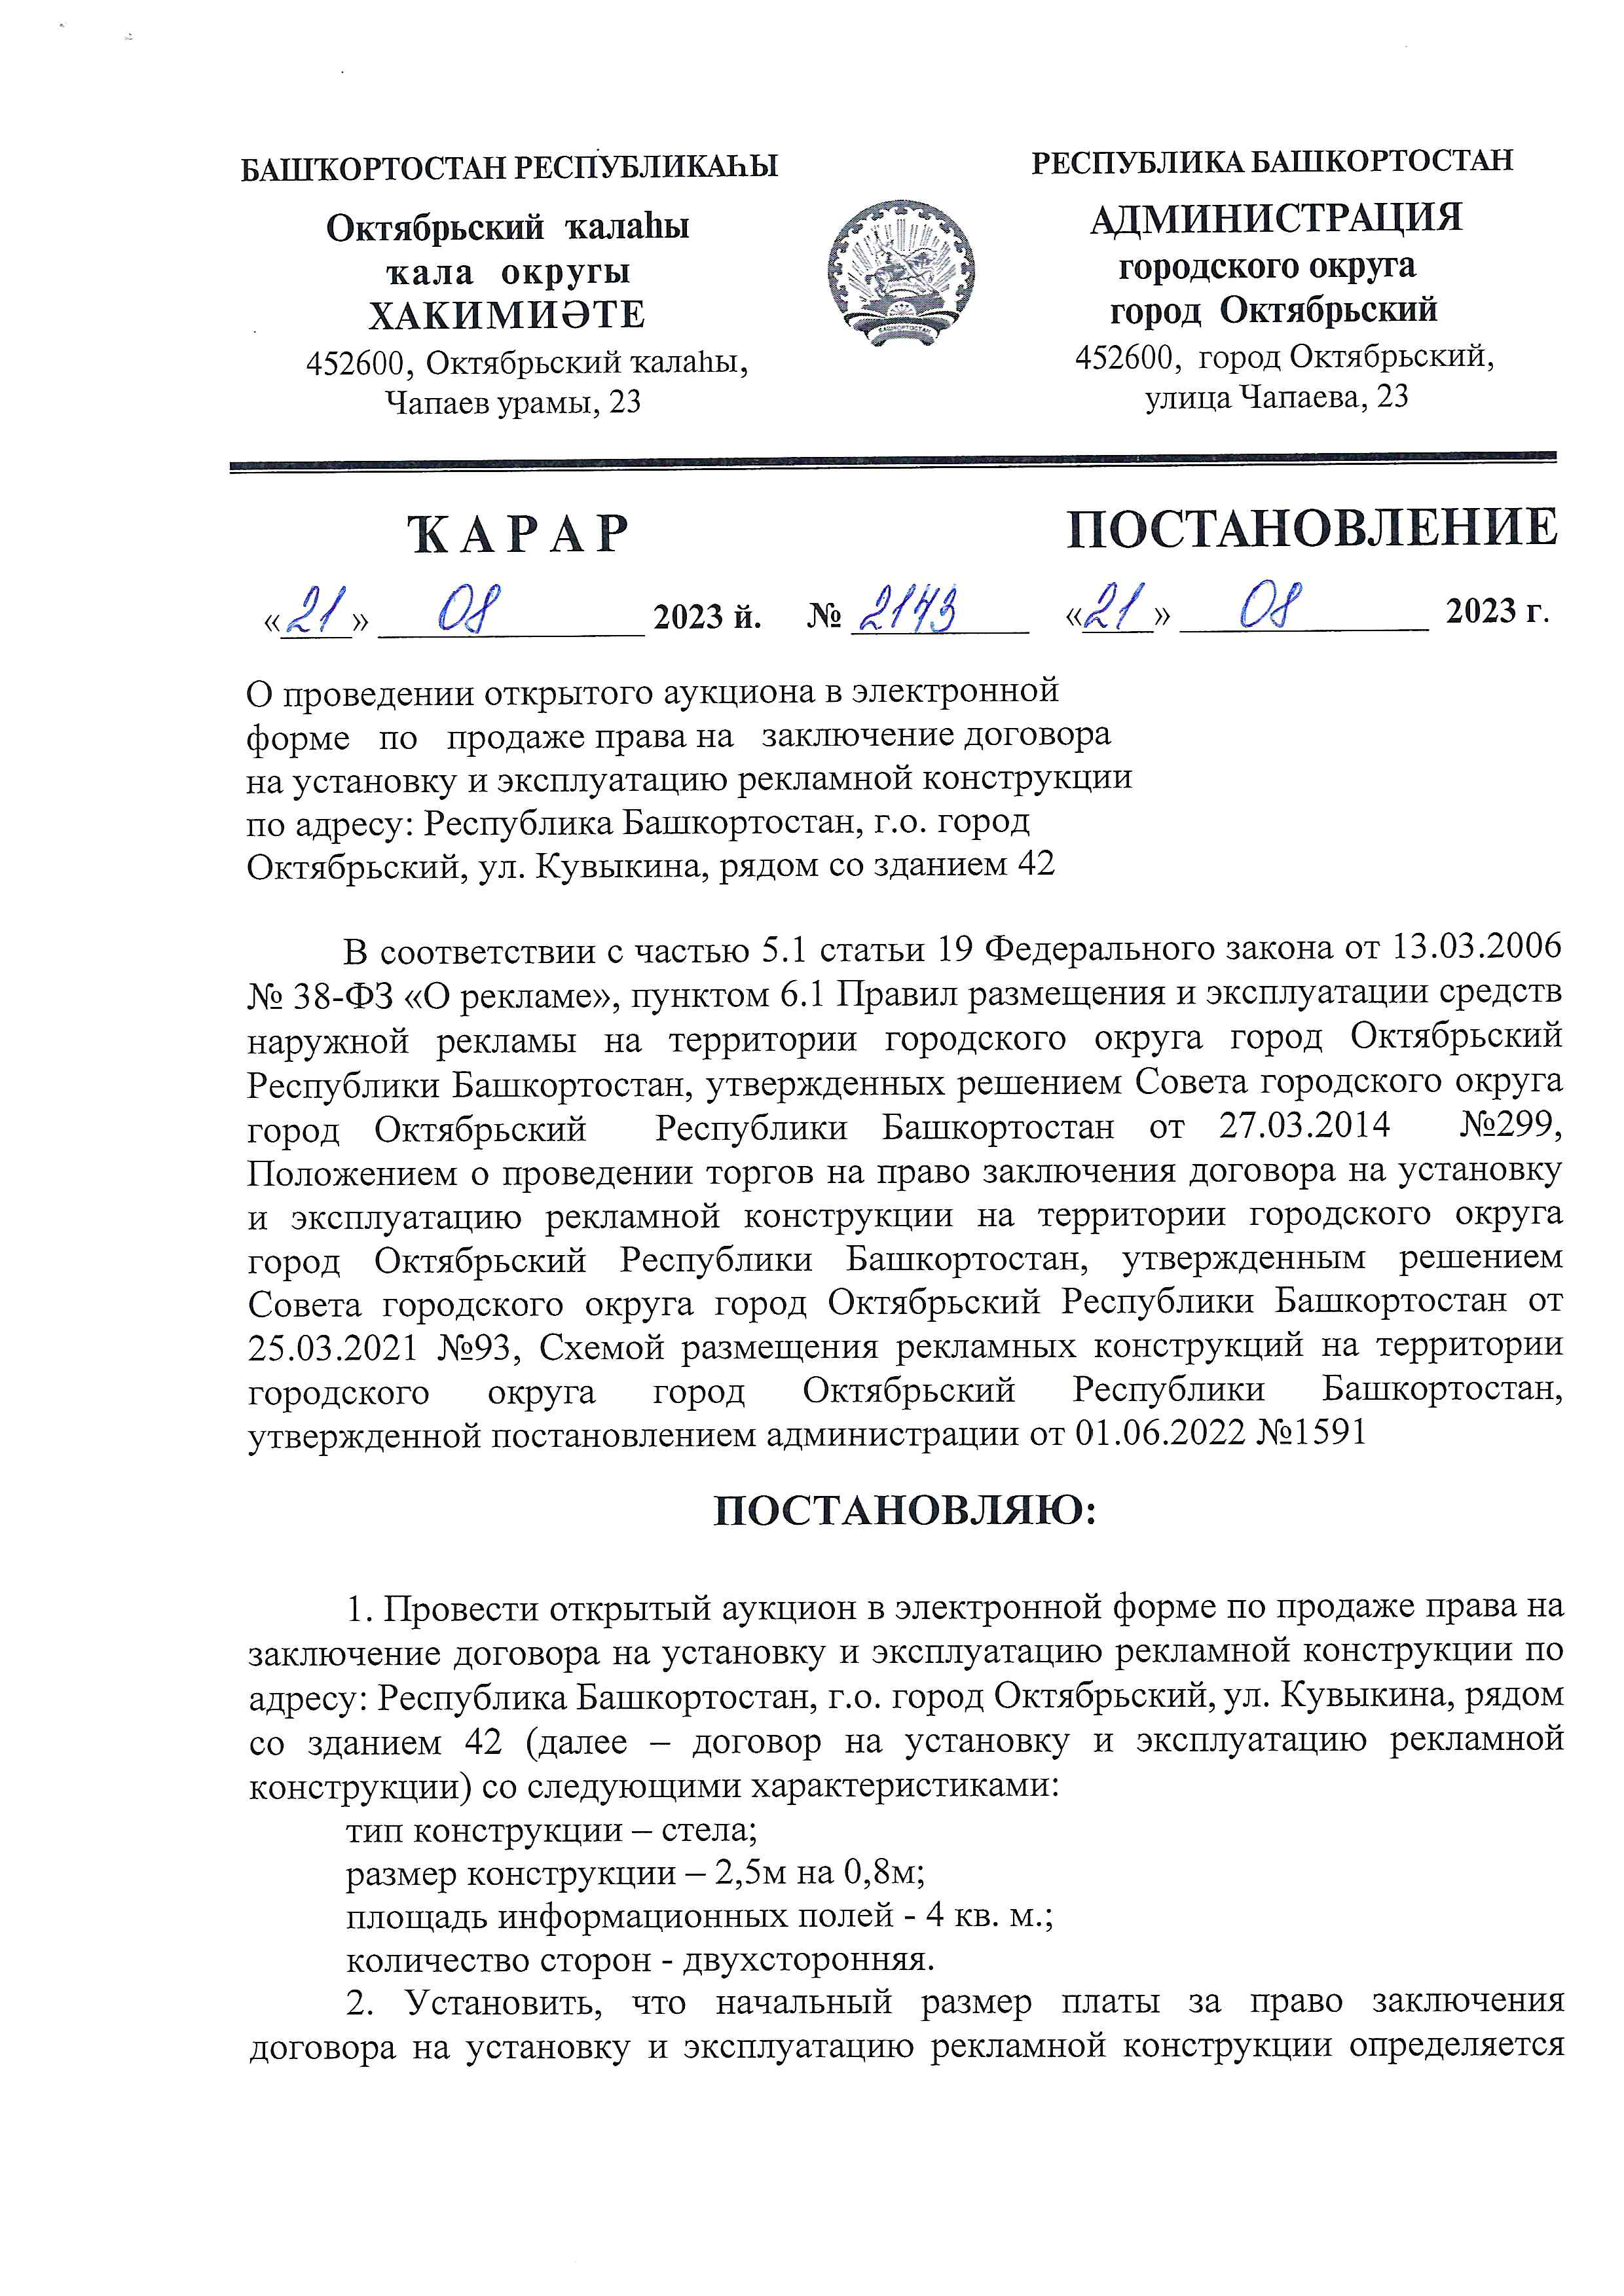 БАШҠОРТОСТАН РЕСПУБЛИКАҺЫ
Октябрьский ҡалаһы
ҡала округы
ХАКИМИӘТЕ
452600, Октябрьский ҡалаһы,
Чапаев урамы, 23
БАШКОРТОСТАН
РЕСПУБЛИКА БАШКОРТОСТАН
АДМИНИСТРАЦИЯ
городского округа
город Октябрьский
452600, город Октябрьский,
улица Чапаева, 23
ҠАРАР
ПОСТАНОВЛЕНИЕ
«21» 08 2023 й. № 2143 «21» 08 2023 г.
О проведении открытого аукциона в электронной
форме по продаже права на заключение договора
на установку и эксплуатацию рекламной конструкции
по адресу: Республика Башкортостан, г.о. город
Октябрьский, ул. Кувыкина, рядом со зданием 42
В соответствии с частью 5.1 статьи 19 Федерального закона от 13.03.2006
№ 38-ФЗ «О рекламе», пунктом 6.1 Правил размещения и эксплуатации средств
наружной рекламы на территории городского округа город Октябрьский
Республики Башкортостан, утвержденных решением Совета городского округа
город Октябрьский Республики Башкортостан от 27.03.2014 №299,
Положением о проведении торгов на право заключения договора на установку
и эксплуатацию рекламной конструкции на территории городского округа
город Октябрьский Республики Башкортостан, утвержденным решением
Совета городского округа город Октябрьский Республики Башкортостан от
25.03.2021 №93, Схемой размещения рекламных конструкций на территории
городского округа город Октябрьский Республики Башкортостан,
утвержденной постановлением администрации от 01.06.2022 №1591
ПОСТАНОВЛЯЮ:
1. Провести открытый аукцион в электронной форме по продаже права на
заключение договора на установку и эксплуатацию рекламной конструкции по
адресу: Республика Башкортостан, г.о. город Октябрьский, ул. Кувыкина, рядом
со зданием 42 (далее – договор на установку и эксплуатацию рекламной
конструкции) со следующими характеристиками:
тип конструкции – стела;
размер конструкции – 2,5м на 0,8м;
площадь информационных полей - 4 кв. м.;
количество сторон - двухсторонняя.
2. Установить, что начальный размер платы за право заключения
договора на установку и эксплуатацию рекламной конструкции определяется